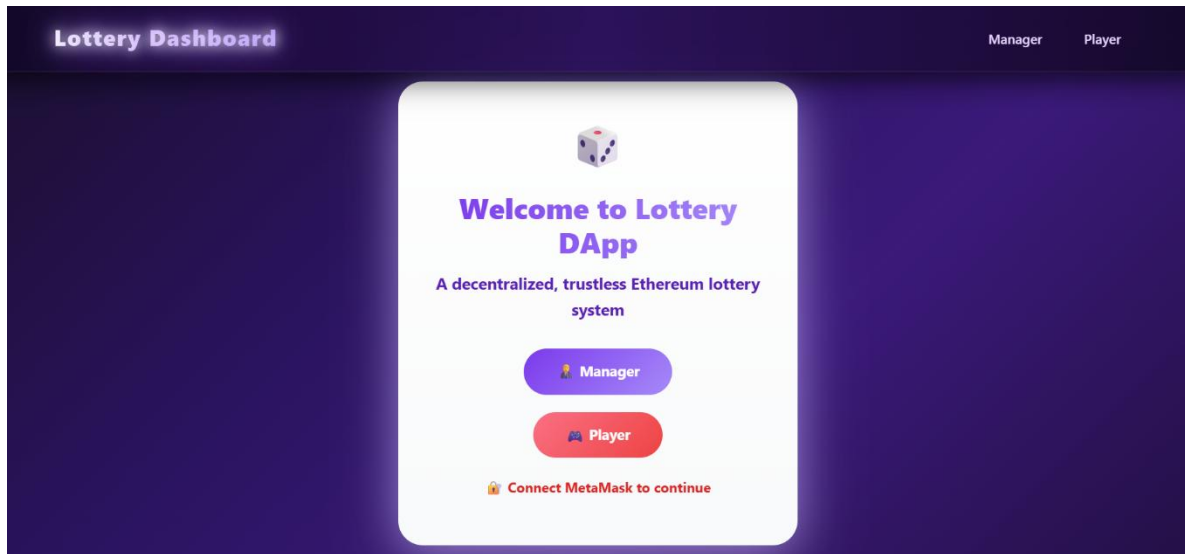 Lottery Dashboard
Manager
Player
Welcome to Lottery
DApp
A decentralized, trustless Ethereum lottery
system
Manager
Player
Connect MetaMask to continue